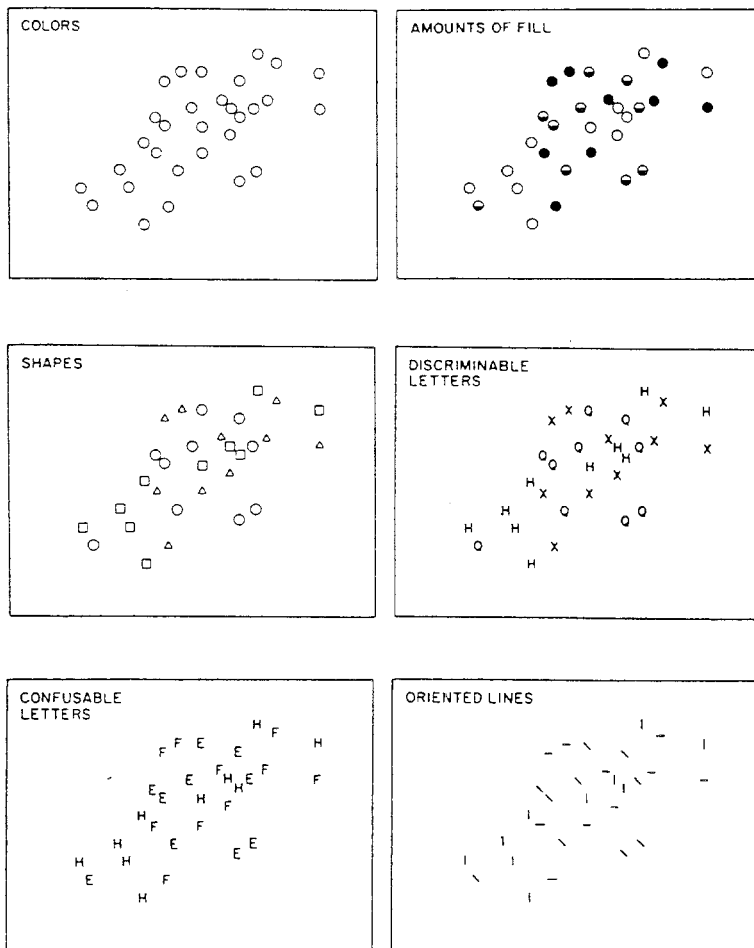 COLORS
AMOUNTS OF FILL
SHAPES
DISCRIMINABLE
LETTERS
H
X
X Q H
X Q
X X
Q H Q X
Q H
Q H
X
H
X X
H Q
Q Q
H H
Q X
H
CONFUSABLE
LETTERS
H
F
F E H
F E
F F
E H E F
E H
E H
F
H
F F
H E E
E
H H
E F
H
ORIENTED LINES